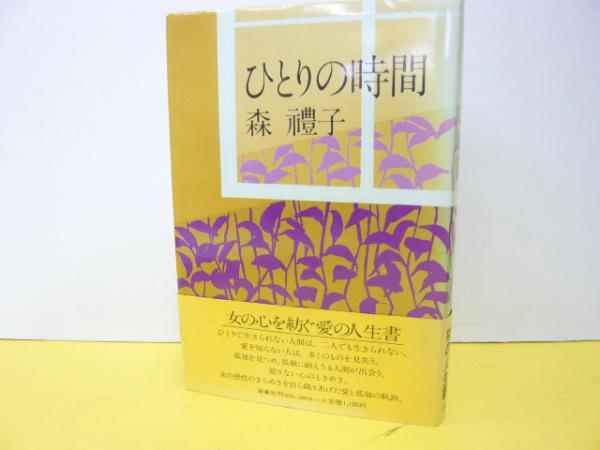 ひとりの時間
森 禮子
女の心を紡ぐ愛の人生書
ひとりで生きられない人間は、二人でも生きられない。
愛を知らない人は、多くのものを見失う。
孤独を見つめ、孤独に耐えうる人間が出会う、
限りない心のときめき。
女の感性のきらめきを自ら織りあげた愛と孤独の軌跡。
定価1,100円